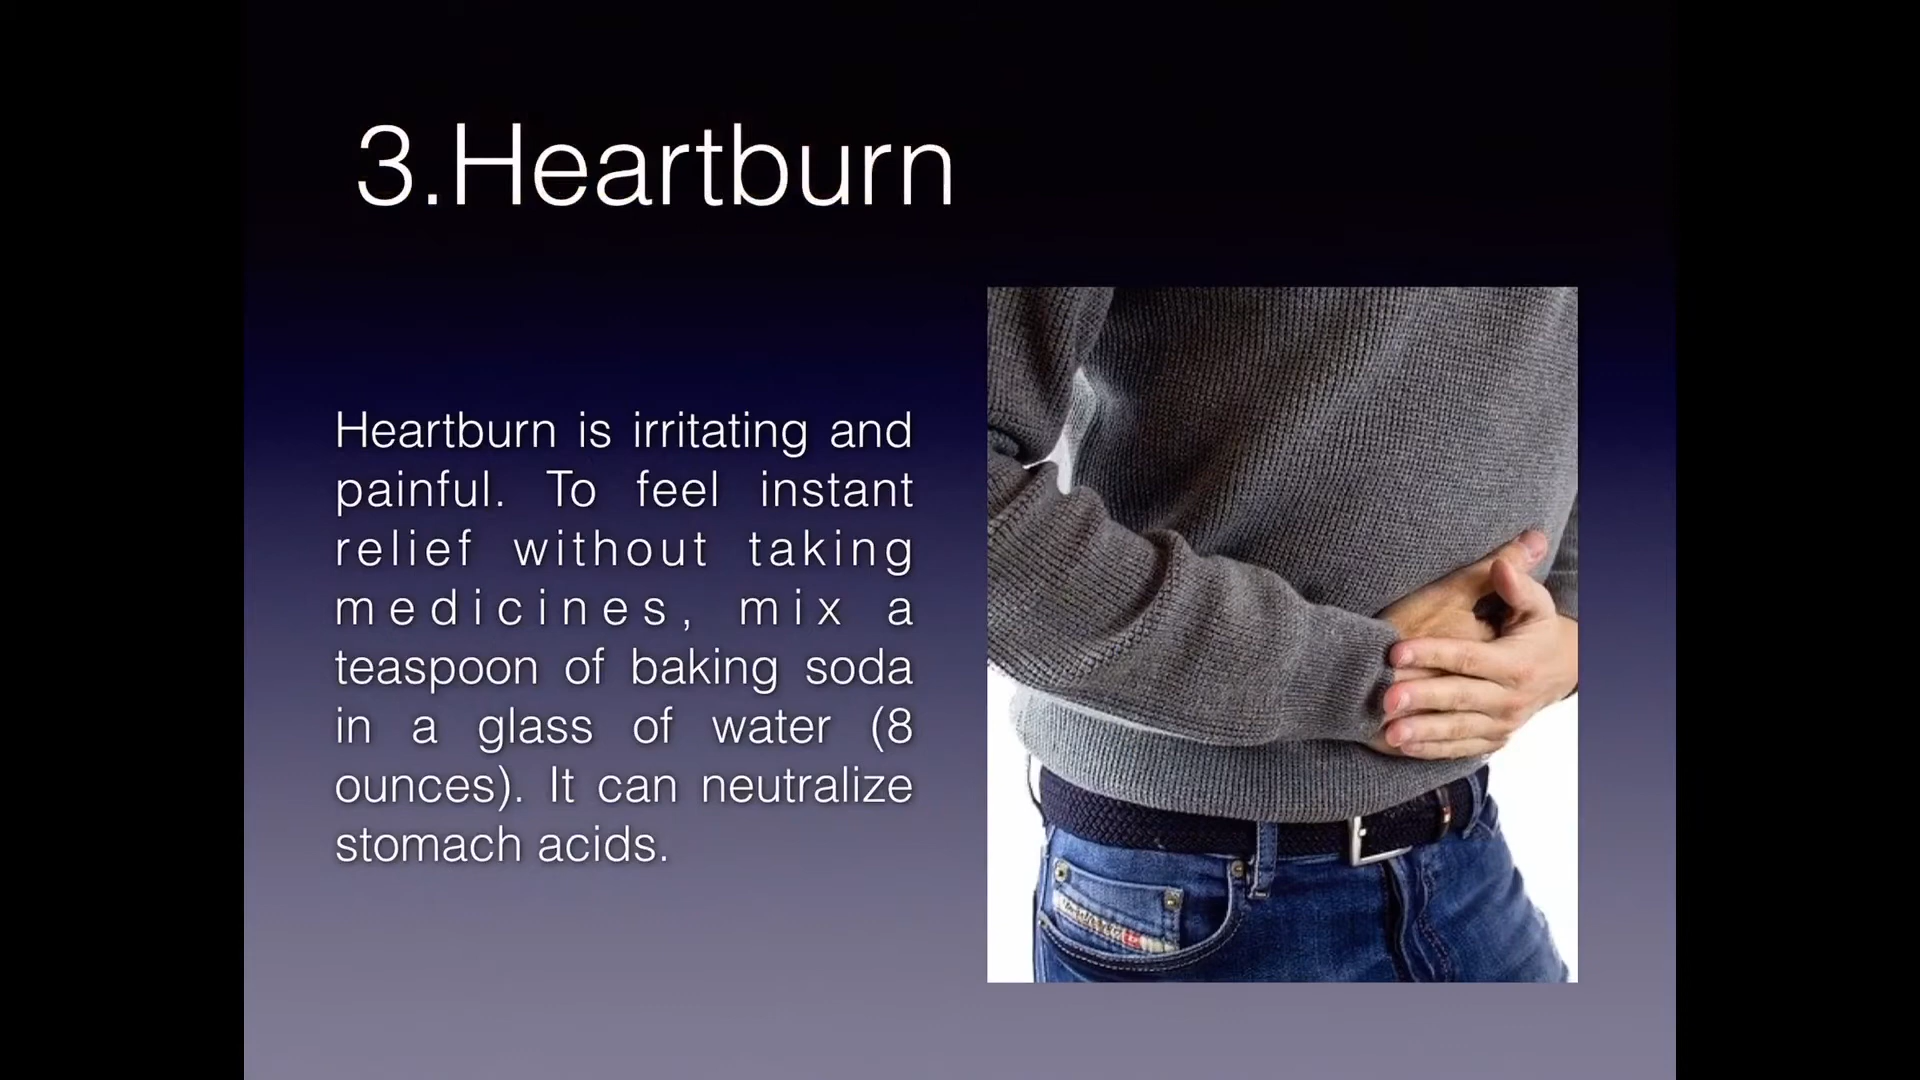 3.Heartburn
Heartburn is irritating and
painful. To feel instant
relief without taking
medicines, mix a
teaspoon of baking soda
in a glass of water (8
ounces). It can neutralize
stomach acids.